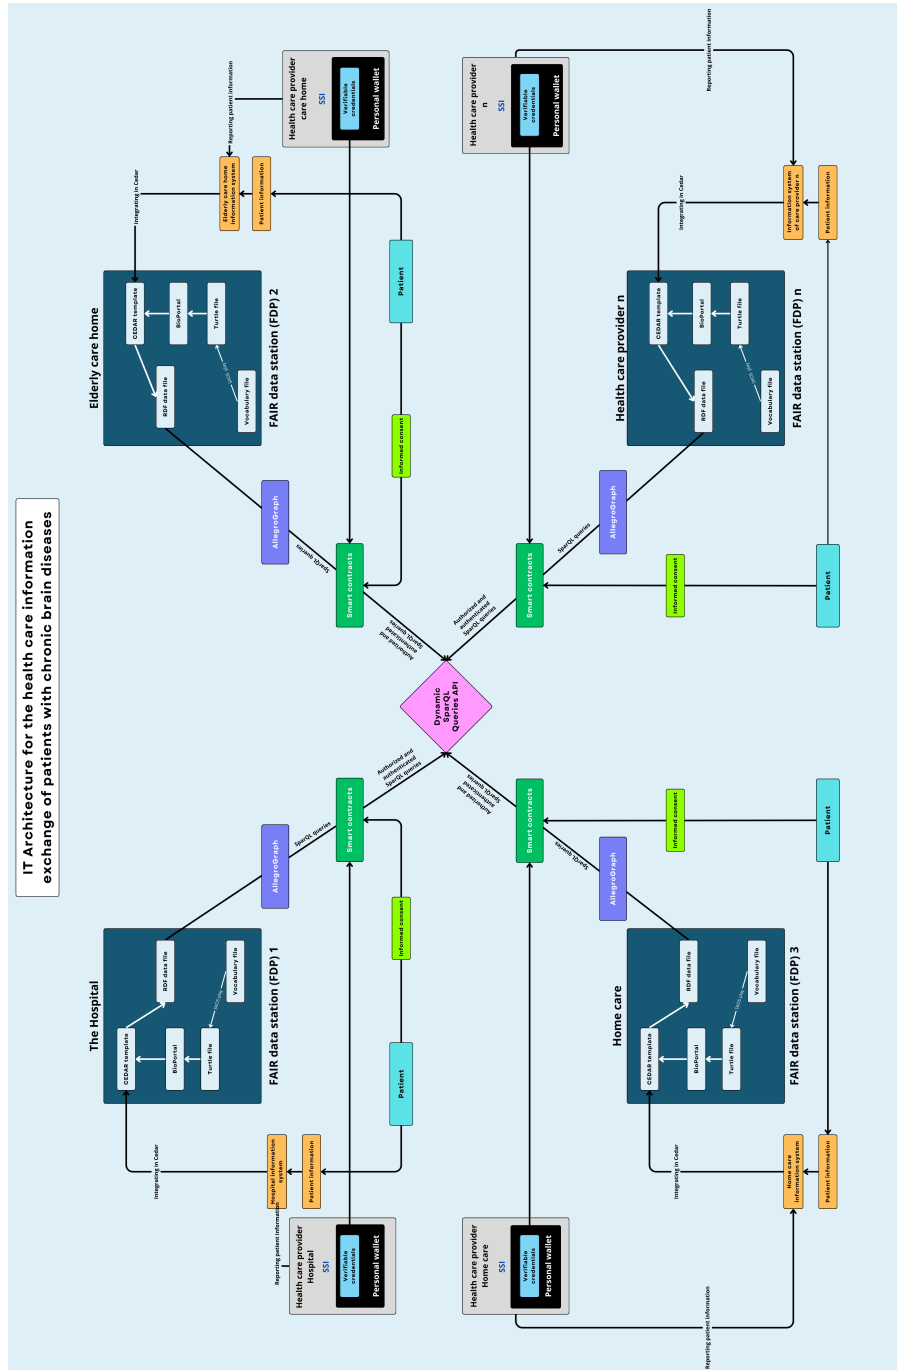 IT Architecture for the health care information
exchange of patients with chronic brain diseases
The Hospital
CEDAR template
BioPortal
Turtle file
RDF data file
Vocabulary file
SKOS play
FAIR data station (FDP) 1
Integrating in Cedar
Hospital information
system
Patient information
Reporting patient information
Health care provider
Hospital
SSI
Verifiable
credentials
Personal wallet
Patient
Informed consent
AllegroGraph
SparQL queries
Smart contracts
Authorized and
authenticated
SparQL queries
Elderly care home
CEDAR template
BioPortal
Turtle file
RDF data file
Vocabulary file
SKOS play
FAIR data station (FDP) 2
Integrating in Cedar
Elderly care home
information system
Patient information
Reporting patient information
Health care provider
care home
SSI
Verifiable
credentials
Personal wallet
Patient
Informed consent
AllegroGraph
SparQL queries
Smart contracts
Authorized and
authenticated
SparQL queries
Dynamic
SparQL
Queries API
Health care provider
Home care
SSI
Verifiable
credentials
Personal wallet
Reporting patient information
Smart contracts
Authorized and
authenticated
SparQL queries
SparQL queries
AllegroGraph
Informed consent
Patient
Home care
CEDAR template
BioPortal
Turtle file
RDF data file
Vocabulary file
SKOS play
FAIR data station (FDP) 3
Integrating in Cedar
Home care
information system
Patient information
Health care provider
n
SSI
Verifiable
credentials
Personal wallet
Reporting patient information
Smart contracts
Authorized and
authenticated
SparQL queries
SparQL queries
AllegroGraph
Informed consent
Patient
Health care provider n
CEDAR template
BioPortal
Turtle file
RDF data file
Vocabulary file
SKOS play
FAIR data station (FDP) n
Integrating in Cedar
Information system
of care provider n
Patient information